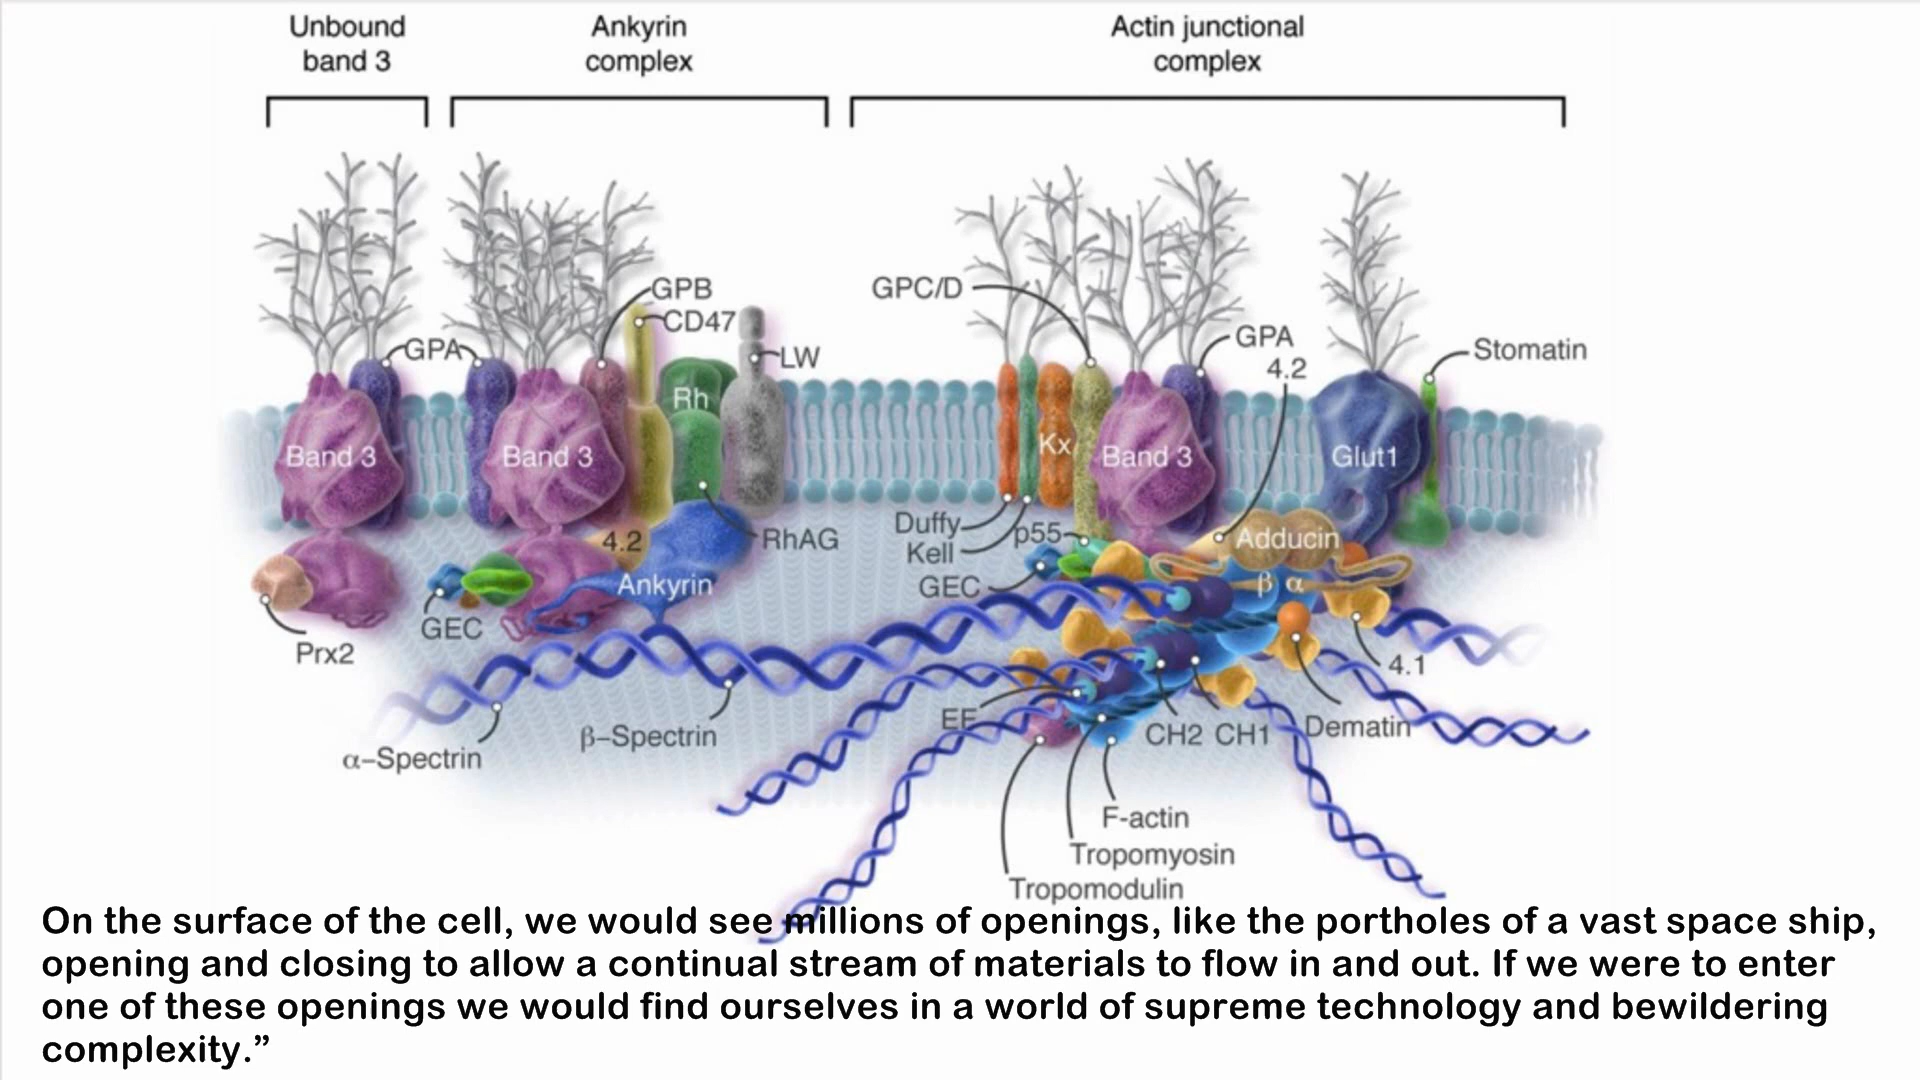 Unbound
band 3
Ankyrin
complex
Actin junctional
complex
GPB
CD47
LW
GPA
Rh
Band 3
Band 3
RhAG
4.2
Ankyrin
GEC
Prx2
α–Spectrin
β–Spectrin
GPC/D
GPA
4.2
Stomatin
Kx
Band 3
Glut1
Duffy
Kell
p55
GEC
Adducin
β α
4.1
EF
CH2 CH1
Dematin
F-actin
Tropomyosin
Tropomodulin
On the surface of the cell, we would see millions of openings, like the portholes of a vast space ship,
opening and closing to allow a continual stream of materials to flow in and out. If we were to enter
one of these openings we would find ourselves in a world of supreme technology and bewildering
complexity.”